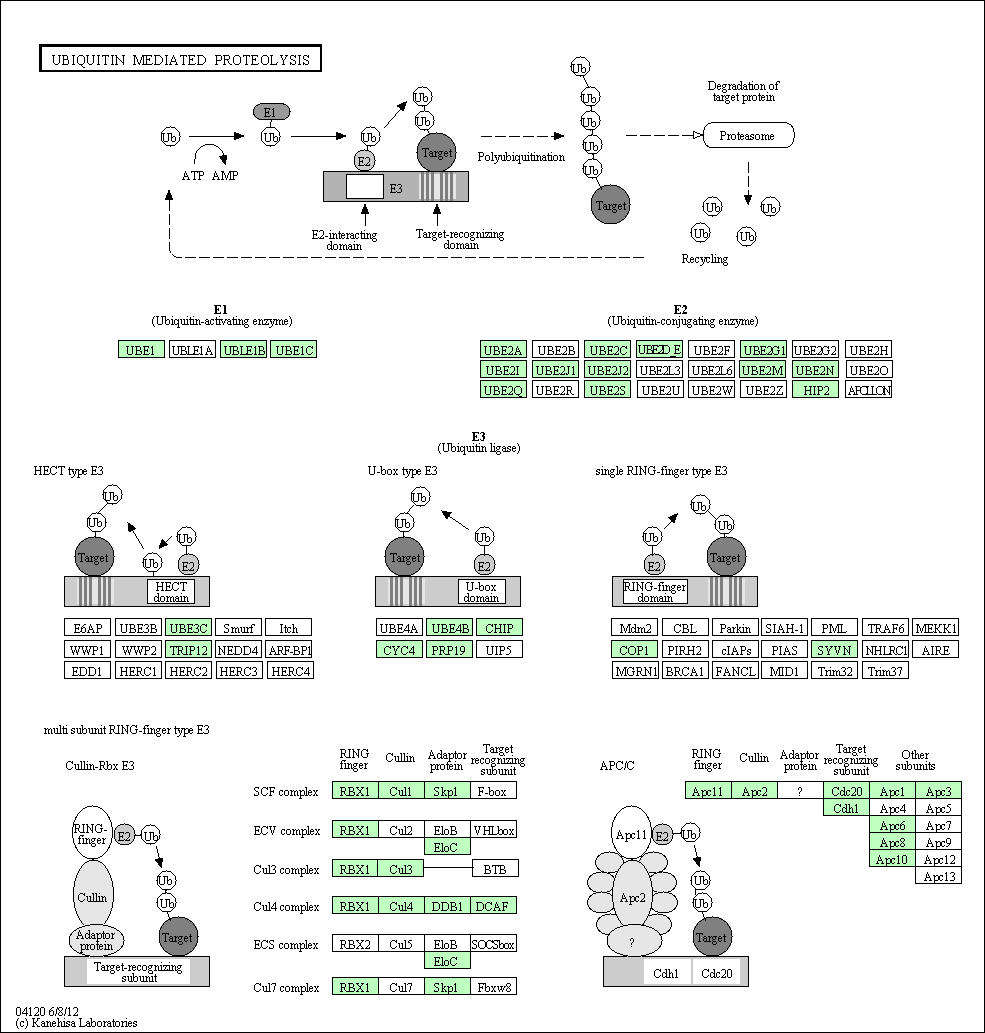 UBIQUITIN MEDIATED PROTEOLYSIS
Ub
E1
Ub
ATP AMP
Ub
E2
E3
Ub
Ub
Target
E2-interacting
domain
Target-recognizing
domain
Polyubiquitination
Ub
Ub
Ub
Ub
Ub
Target
Degradation of
target protein
Proteasome
Ub
Ub
Ub
Ub
Recycling
E1
(Ubiquitin-activating enzyme)
UBE1 UBLE1A UBLE1B UBE1C
E2
(Ubiquitin-conjugating enzyme)
UBE2A UBE2B UBE2C UBE2D_E UBE2F UBE2G1 UBE2G2 UBE2H
UBE2I UBE2J1 UBE2J2 UBE2L3 UBE2L6 UBE2M UBE2N UBE2O
UBE2Q UBE2R UBE2S UBE2U UBE2W UBE2Z HIP2 APOLLON
E3
(Ubiquitin ligase)
HECT type E3
Ub
Ub
Target
Ub
Ub
E2
HECT
domain
E6AP UBE3B UBE3C Smurf Itch
WWP1 WWP2 TRIP12 NEDD4 ARF-BP1
EDD1 HERC1 HERC2 HERC3 HERC4
U-box type E3
Ub
Ub
Target
Ub
E2
U-box
domain
UBE4A UBE4B CHIP
CYC4 PRP19 UIP5
single RING-finger type E3
Ub
E2
Ub
Ub
Target
RING-finger
domain
Mdm2 CBL Parkin SIAH-1 PML TRAF6 MEKK1
COP1 PIRH2 cIAPs PIAS SYVN NHLRC1 AIRE
MGRN1 BRCA1 FANCL MID1 Trim32 Trim37
multi subunit RING-finger type E3
Cullin-Rbx E3
RING-
finger
E2
Ub
Cullin
Ub
Ub
Adaptor
protein
Target
Target-recognizing
subunit
RING
finger
Cullin
Adaptor
protein
Target
recognizing
subunit
SCF complex RBX1 Cul1 Skp1 F-box
ECV complex RBX1 Cul2 EloB VHLbox
EloC
Cul3 complex RBX1 Cul3 BTB
Cul4 complex RBX1 Cul4 DDB1 DCAF
ECS complex RBX2 Cul5 EloB SOCSbox
EloC
Cul7 complex RBX1 Cul7 Skp1 Fbxw8
APC/C
RING
finger
Cullin
Adaptor
protein
Target
recognizing
subunit
Other
subunits
Apc11 Apc2 ? Cdc20 Apc1 Apc3
Cdh1 Apc4 Apc5
Apc6 Apc7
Apc8 Apc9
Apc10 Apc12
Apc13
Apc11
E2
Ub
Apc2
Ub
Ub
?
Target
Cdh1 Cdc20
04120 6/8/12
(c) Kanehisa Laboratories